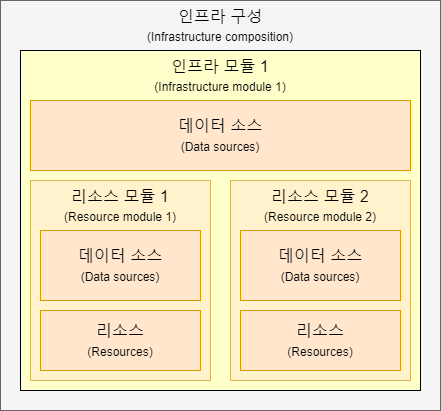 인프라 구성
(Infrastructure composition)
인프라 모듈 1
(Infrastructure module 1)
데이터 소스
(Data sources)
리소스 모듈 1
(Resource module 1)
데이터 소스
(Data sources)
리소스
(Resources)
리소스 모듈 2
(Resource module 2)
데이터 소스
(Data sources)
리소스
(Resources)